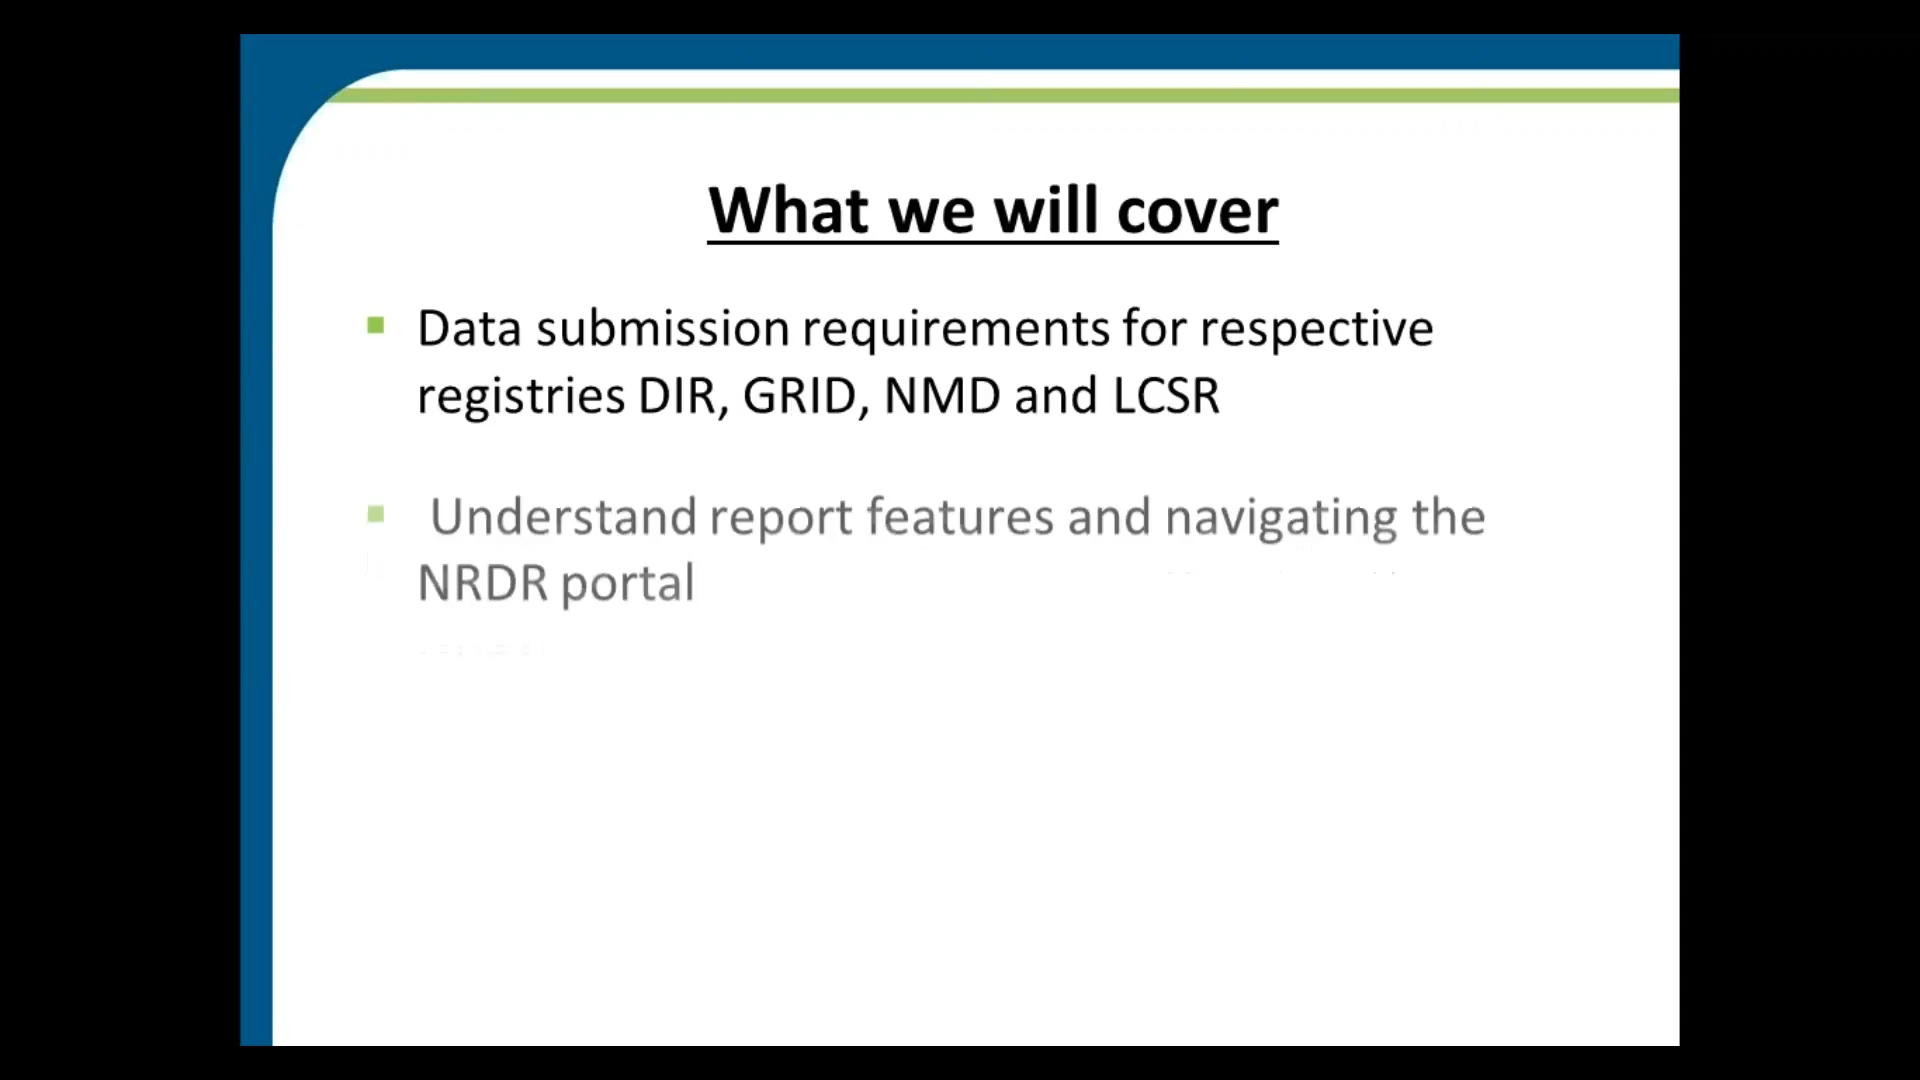 What we will cover
Data submission requirements for respective
registries DIR, GRID, NMD and LCSR
Understand report features and navigating the
NRDR portal